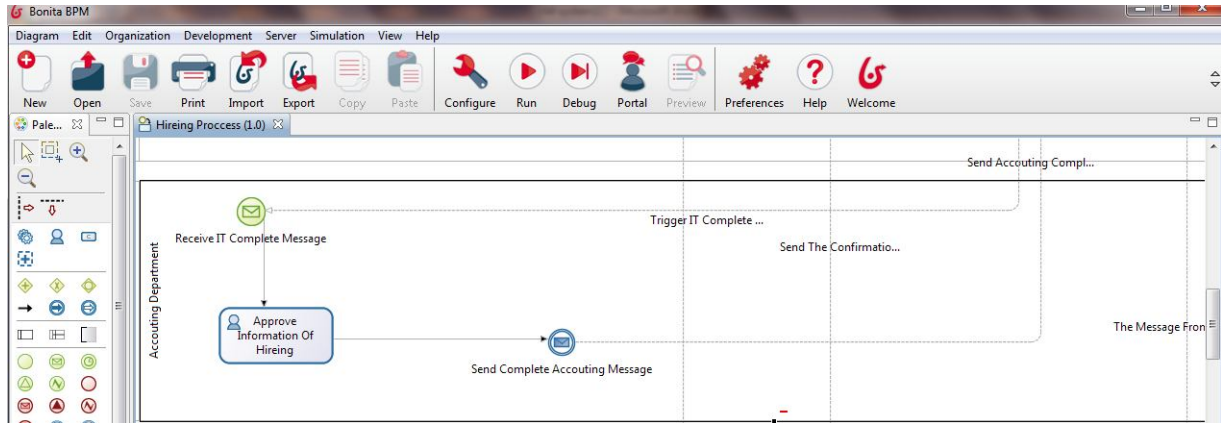 Bonita BPM
Diagram Edit Organization Development Server Simulation View Help
New Open Save Print Import Export Copy Paste Configure Run Debug Portal Preview Preferences Help Welcome
Pale... Hireing Proccess (1.0)
Send Accouting Compl...
Trigger IT Complete ...
Receive IT Complete Message
Send The Confirmatio...
Accouting Department
Approve
Information Of
Hireing
The Message Fron
Send Complete Accouting Message